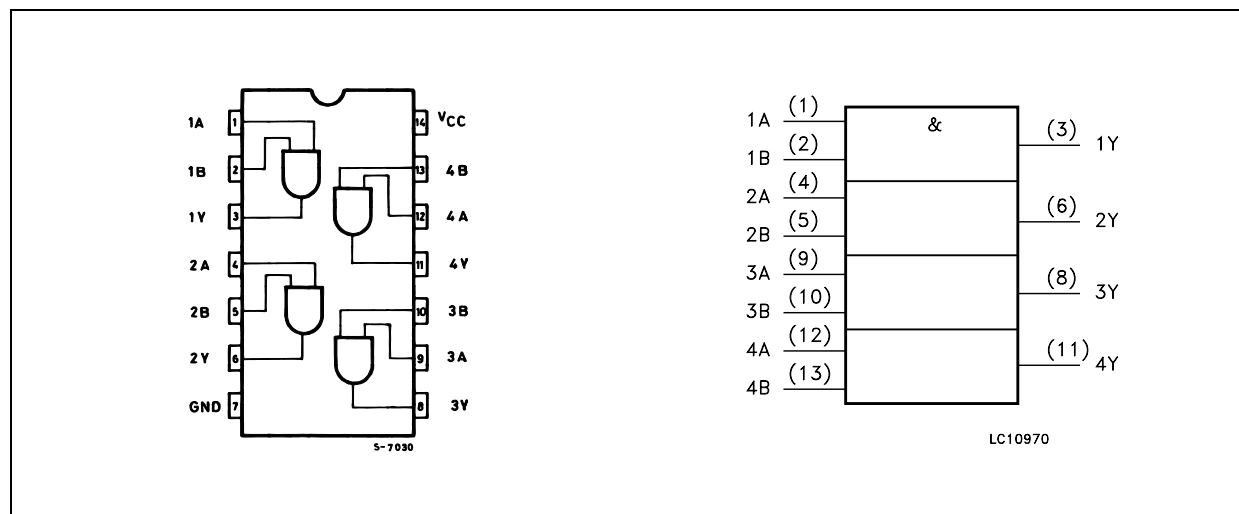 1A 1 14 VCC
1B 2 13 4B
1Y 3 12 4A
2A 4 11 4Y
2B 5 10 3B
2Y 6 9 3A
GND 7 8 3Y
S-7030
1A (1)
1B (2)
2A (4)
2B (5)
3A (9)
3B (10)
4A (12)
4B (13)
&
(3) 1Y
(6) 2Y
(8) 3Y
(11) 4Y
LC10970